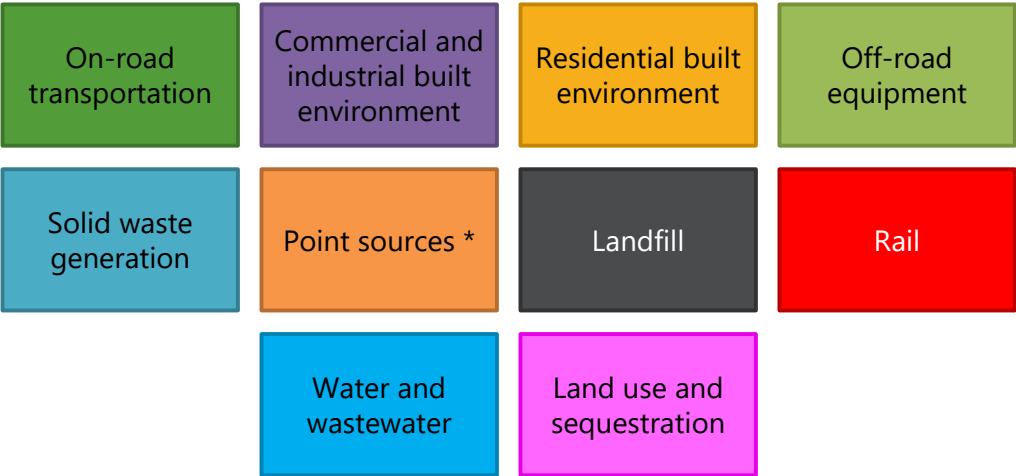 On-road
transportation
Commercial and
industrial built
environment
Residential built
environment
Off-road
equipment
Solid waste
generation
Point sources *
Landfill
Rail
Water and
wastewater
Land use and
sequestration